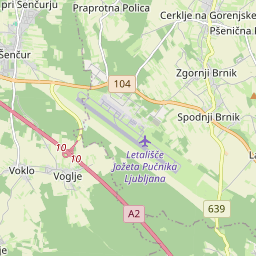 pri Šenčurju
Praprotna Polica
Cerklje na Gorenjske
Pšenična
Šenčur
Zgornji Brnik
104
Spodnji Brnik
10
10
Letališče
Jožeta Pučnika
Ljubljana
Voklo
Voglje
A2
639